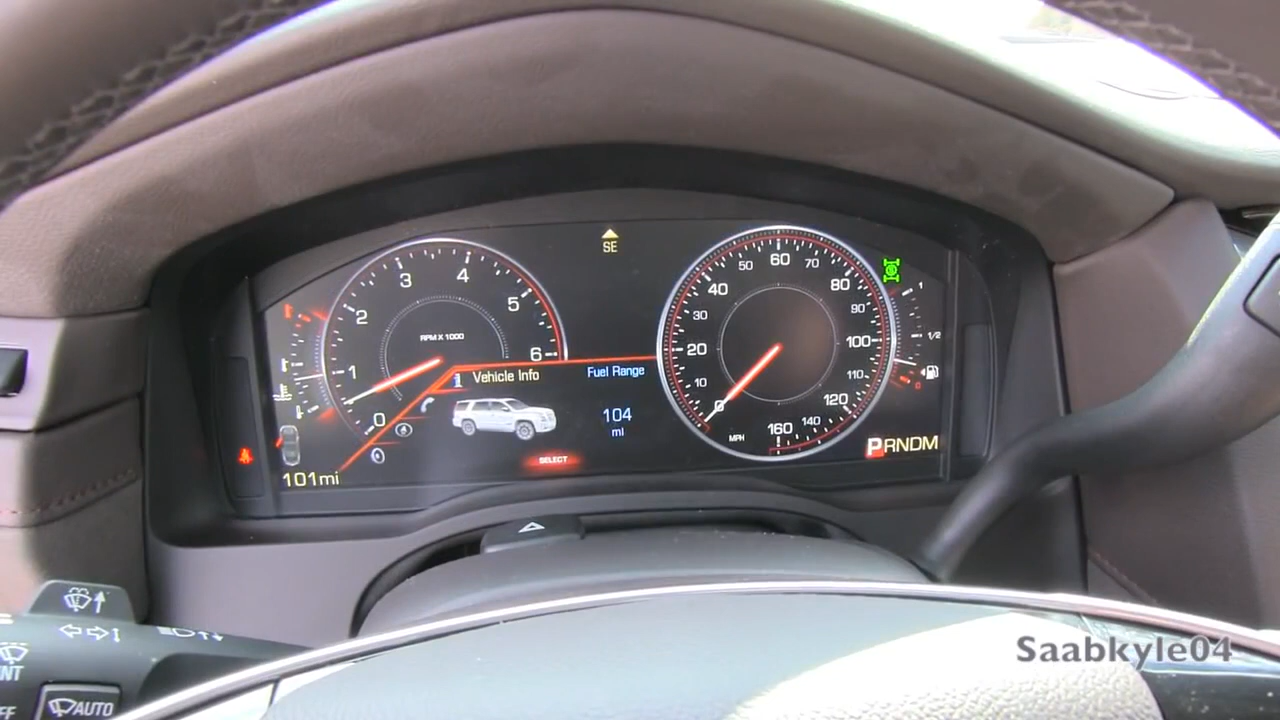 SE
3 4
2 5
RPM X 1000
1 6
0
Vehicle Info
Fuel Range
104
mi
SELECT
101mi
60
50 70
40 80
30 90
20 100
10 110
0 120
MPH 160 140
1
1/2
0
PRNDM
AUTO
Saabkyle04